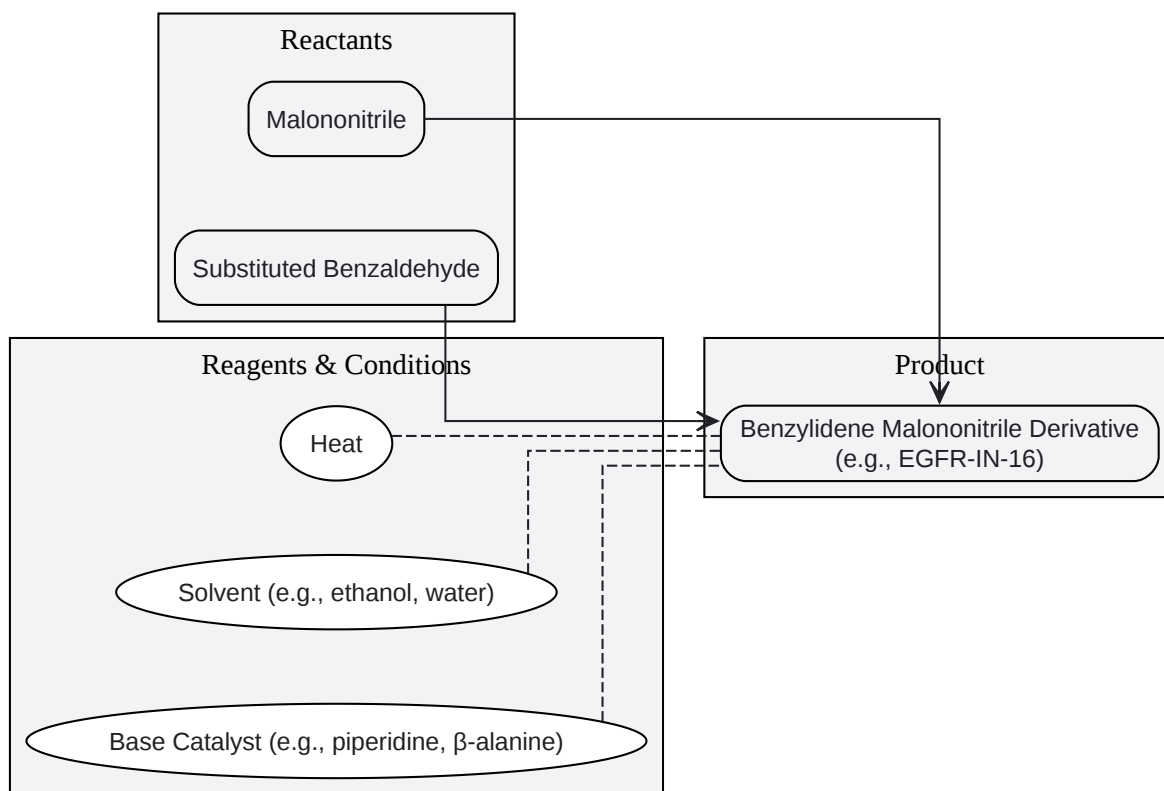 Reactants
Malononitrile
Substituted Benzaldehyde
Reagents & Conditions
Heat
Solvent (e.g., ethanol, water)
Base Catalyst (e.g., piperidine, β-alanine)
Product
Benzylidene Malononitrile Derivative
(e.g., EGFR-IN-16)